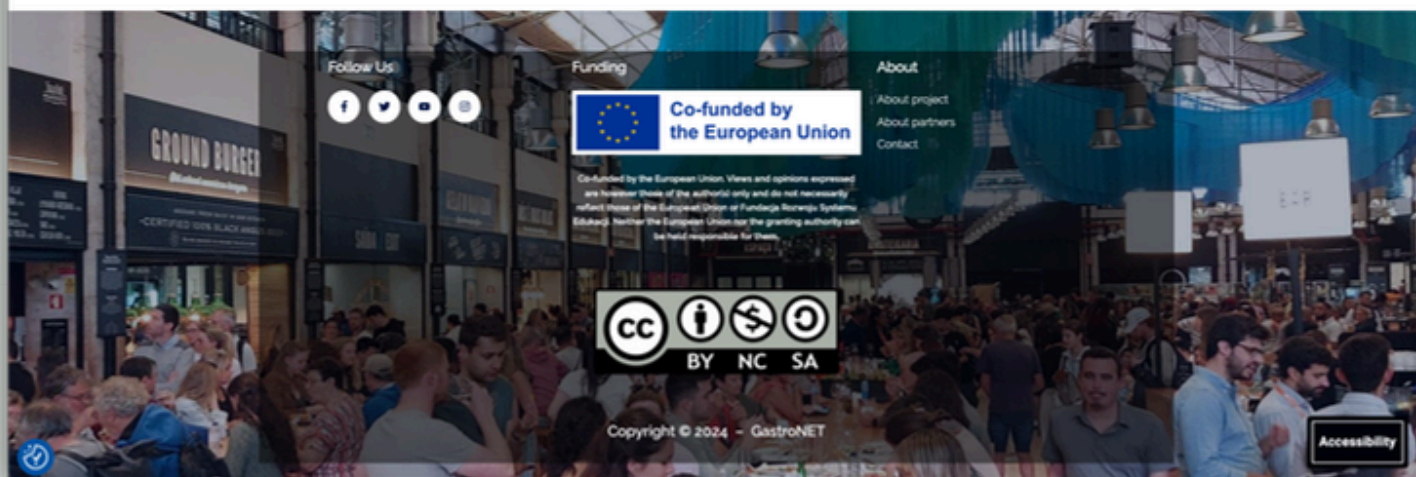 Follow Us
Funding
Co-funded by
the European Union
Co-funded by the European Union. Views and opinions expressed
are however those of the author(s) only and do not necessarily
reflect those of the European Union or Fundacja Rozwoju Systemu
Edukacji. Neither the European Union nor the granting authority can
be held responsible for them.
About
About project
About partners
Contact
GROUND BURGER
CERTIFIED 100% BLACK ANGUS BEEF
CC
BY NC SA
Copyright © 2024 – GastroNET
Accessibility